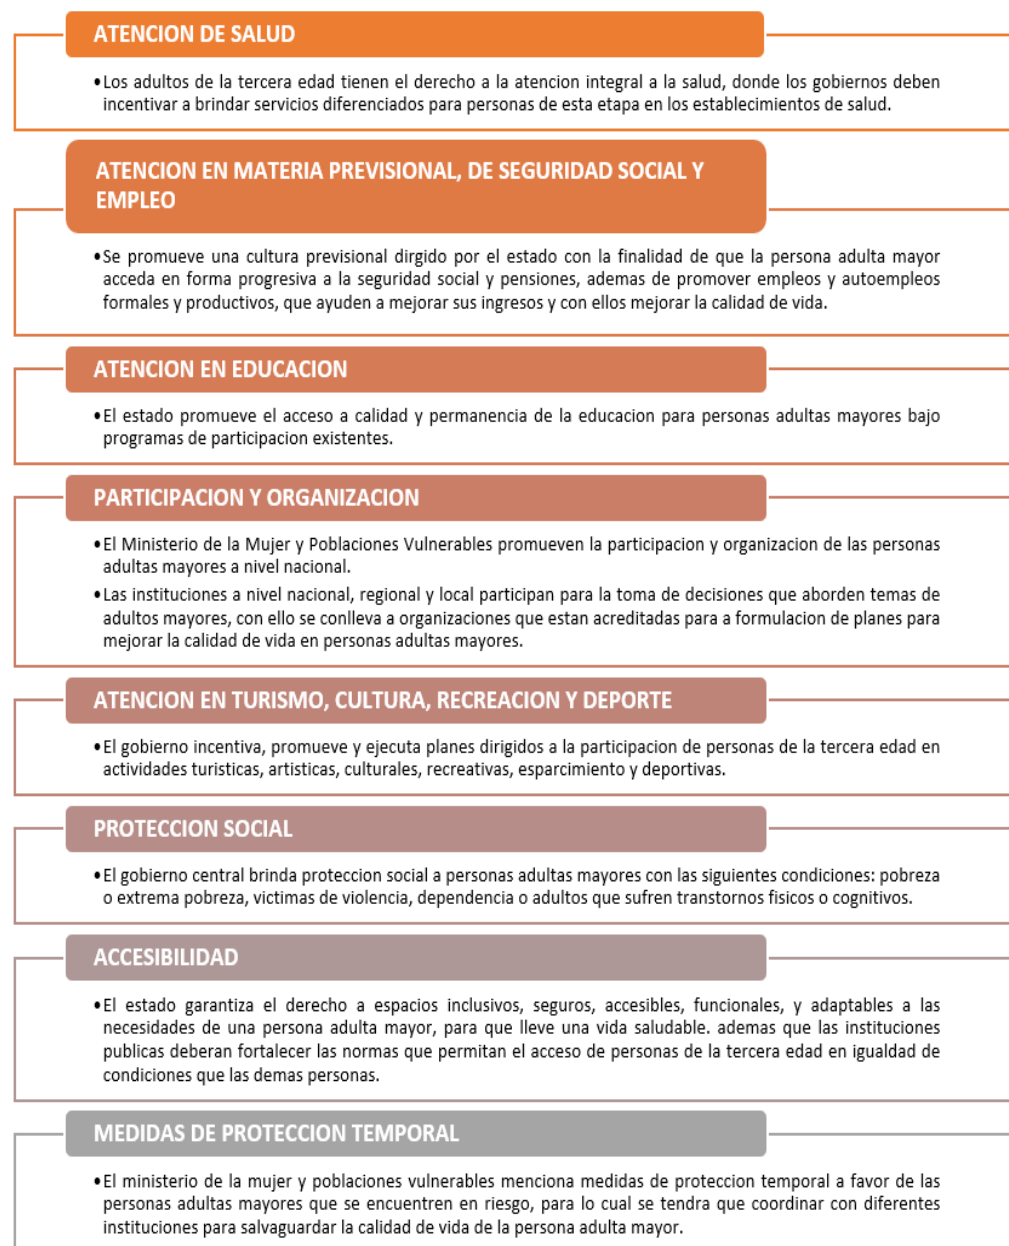 ATENCION DE SALUD
•Los adultos de la tercera edad tienen el derecho a la atencion integral a la salud, donde los gobiernos deben
incentivar a brindar servicios diferenciados para personas de esta etapa en los establecimientos de salud.
ATENCION EN MATERIA PREVISIONAL, DE SEGURIDAD SOCIAL Y
EMPLEO
•Se promueve una cultura previsional dirgido por el estado con la finalidad de que la persona adulta mayor
acceda en forma progresiva a la seguridad social y pensiones, ademas de promover empleos y autoempleos
formales y productivos, que ayuden a mejorar sus ingresos y con ellos mejorar la calidad de vida.
ATENCION EN EDUCACION
•El estado promueve el acceso a calidad y permanencia de la educacion para personas adultas mayores bajo
programas de participacion existentes.
PARTICIPACION Y ORGANIZACION
•El Ministerio de la Mujer y Poblaciones Vulnerables promueven la participacion y organizacion de las personas
adultas mayores a nivel nacional.
•Las instituciones a nivel nacional, regional y local participan para la toma de decisiones que aborden temas de
adultos mayores, con ello se conlleva a organizaciones que estan acreditadas para a formulacion de planes para
mejorar la calidad de vida en personas adultas mayores.
ATENCION EN TURISMO, CULTURA, RECREACION Y DEPORTE
•El gobierno incentiva, promueve y ejecuta planes dirigidos a la participacion de personas de la tercera edad en
actividades turisticas, artisticas, culturales, recreativas, esparcimiento y deportivas.
PROTECCION SOCIAL
•El gobierno central brinda proteccion social a personas adultas mayores con las siguientes condiciones: pobreza
o extrema pobreza, victimas de violencia, dependencia o adultos que sufren transtornos fisicos o cognitivos.
ACCESIBILIDAD
•El estado garantiza el derecho a espacios inclusivos, seguros, accesibles, funcionales, y adaptables a las
necesidades de una persona adulta mayor, para que lleve una vida saludable. ademas que las instituciones
publicas deberan fortalecer las normas que permitan el acceso de personas de la tercera edad en igualdad de
condiciones que las demas personas.
MEDIDAS DE PROTECCION TEMPORAL
•El ministerio de la mujer y poblaciones vulnerables menciona medidas de proteccion temporal a favor de las
personas adultas mayores que se encuentren en riesgo, para lo cual se tendra que coordinar con diferentes
instituciones para salvaguardar la calidad de vida de la persona adulta mayor.